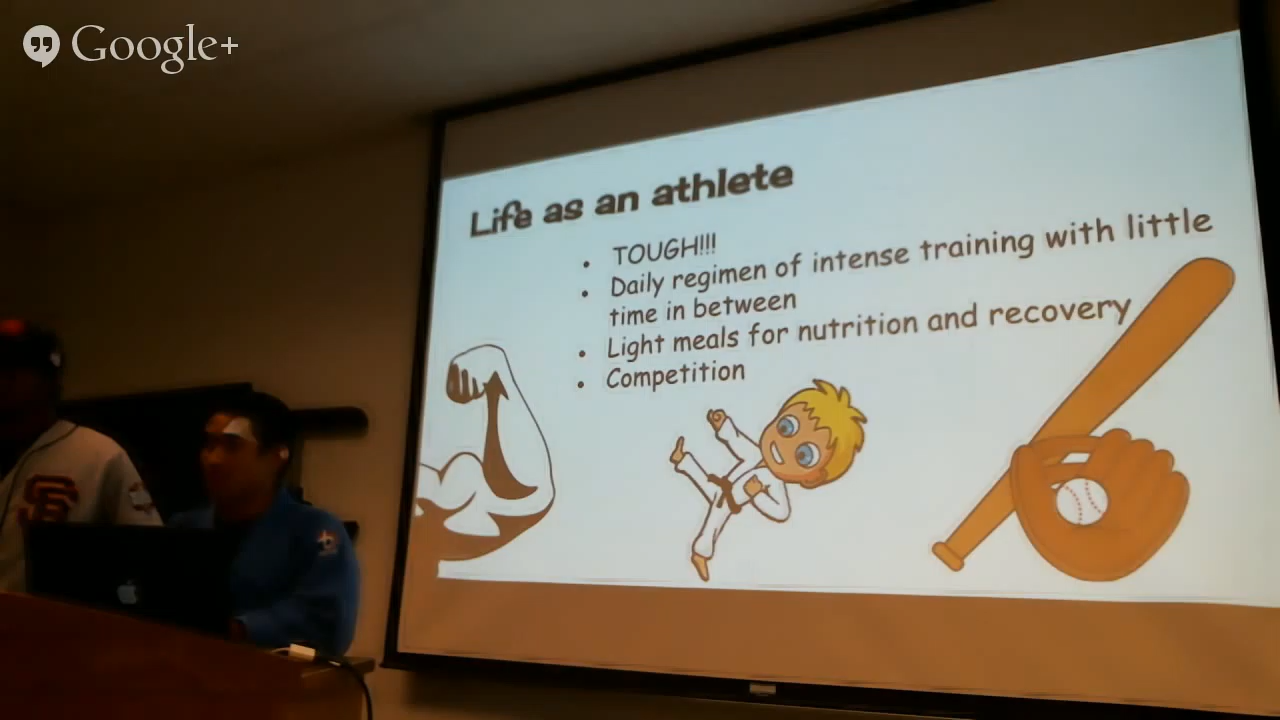 Google+
Life as an athlete
• TOUGH!!!
• Daily regimen of intense training with little
time in between
• Light meals for nutrition and recovery
• Competition
SF